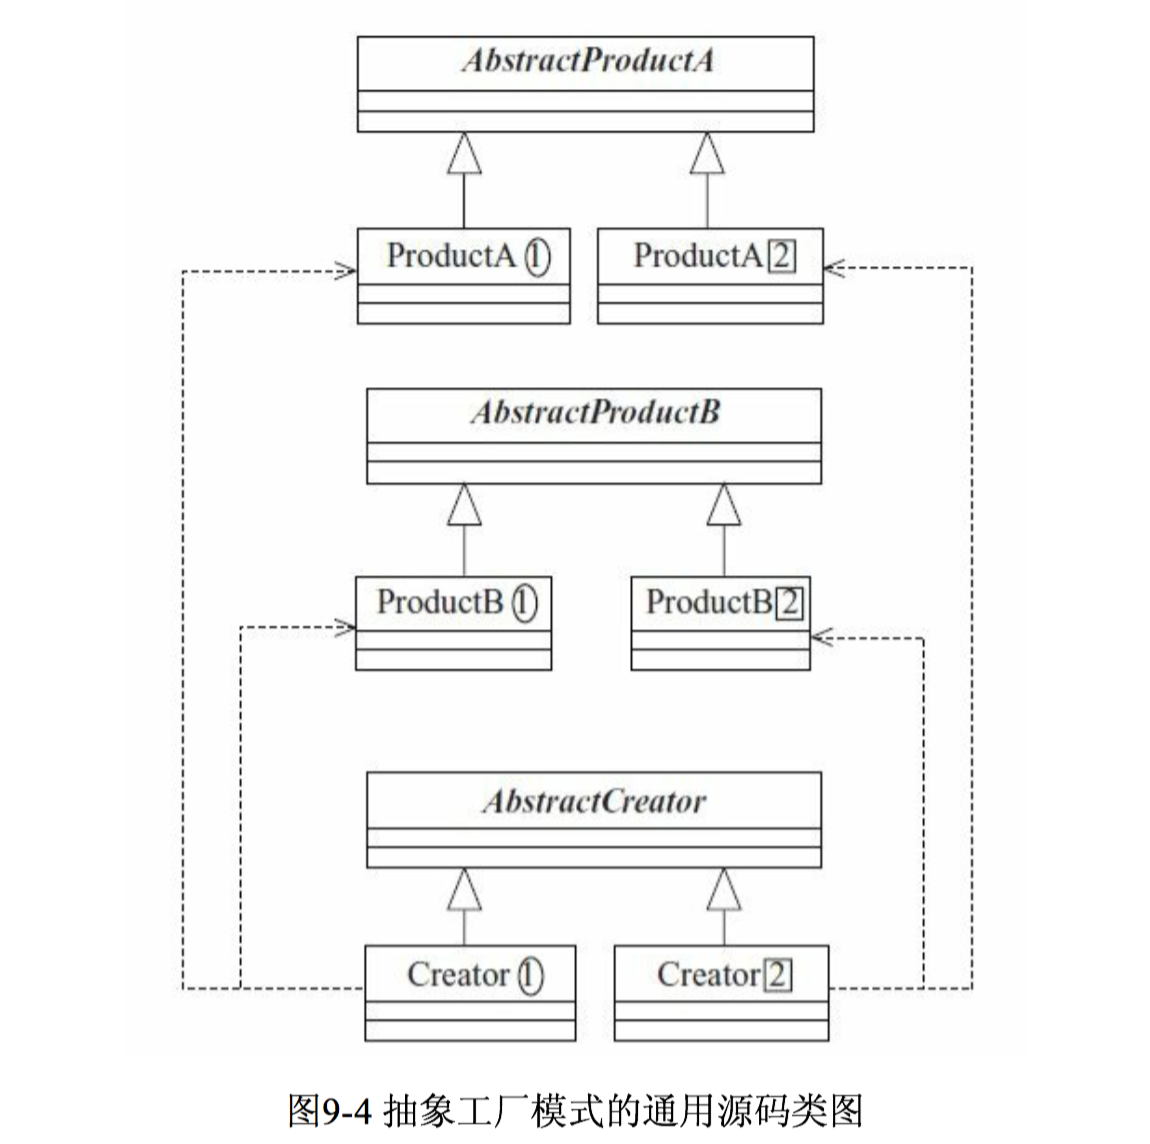 AbstractProductA
ProductA ①
ProductA 2
AbstractProductB
ProductB ①
ProductB 2
AbstractCreator
Creator ①
Creator 2
图9-4 抽象工厂模式的通用源码类图